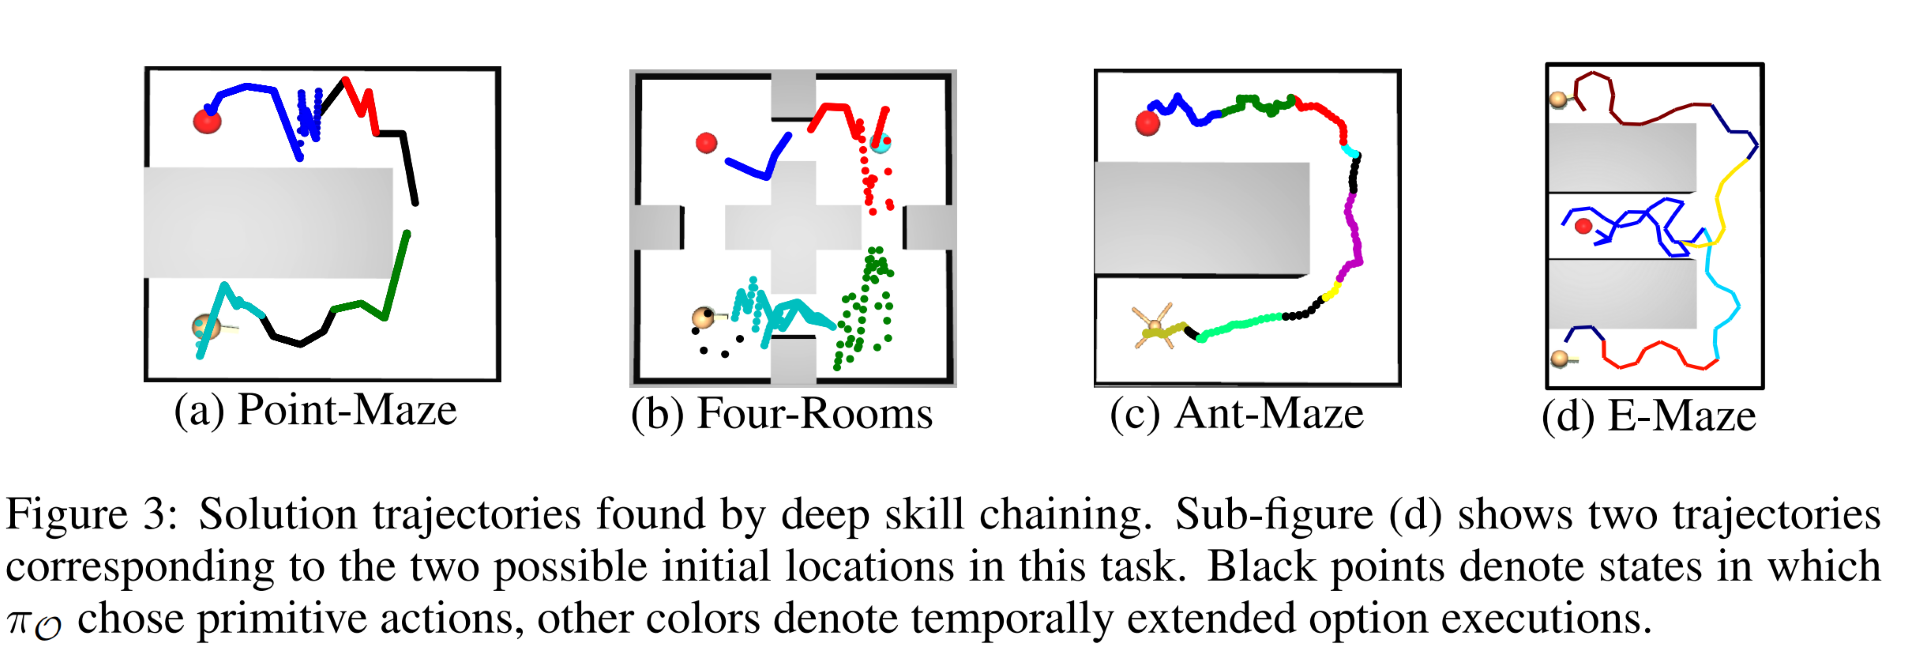 (a) Point-Maze
(b) Four-Rooms
(c) Ant-Maze
(d) E-Maze
Figure 3: Solution trajectories found by deep skill chaining. Sub-figure (d) shows two trajectories
corresponding to the two possible initial locations in this task. Black points denote states in which
π𝒪 chose primitive actions, other colors denote temporally extended option executions.